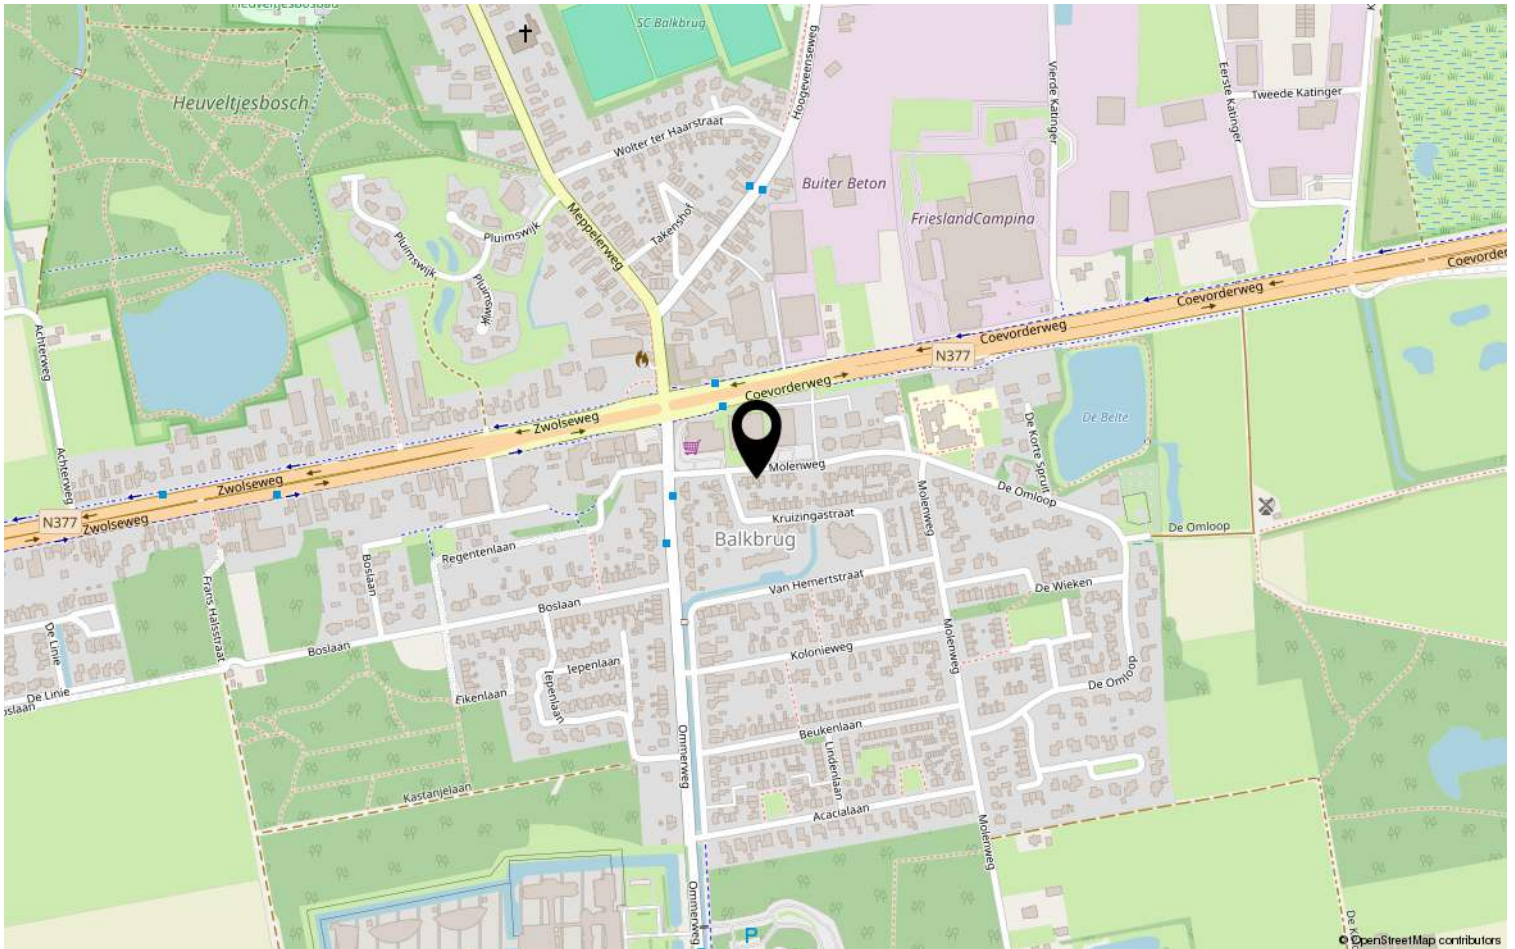 Heuveltjesbosbad
SC Balkbrug
Hoogeveenseweg
Vierde Katinger
Eerste Katinger
Tweede Katinger
Heuveltjesbosch
Wolter ter Haarstraat
Buiter Beton
FrieslandCampina
Takenshof
Meppelerweg
Pluimswijk
Pluimswijk
Pluimswijk
Coevorderweg
Coevorderweg
Coevorderweg
N377
Achterweg
Coevorderweg
Zwolseweg
De Belte
De Korte Spruit
Achterweg
Molenweg
Zwolseweg
De Omloop
Molenweg
N377
Zwolseweg
Kruizingastraat
De Omloop
Balkbrug
Regentenlaan
Boslaan
Van Hemertstraat
De Wieken
Frans Halsstraat
Boslaan
De Linie
Boslaan
Kolonieweg
Molenweg
Iepenlaan
De Omloop
Iepenlaan
Eikenlaan
De Linie
Beukenlaan
Ommerweg
Lindenlaan
Kastanjelaan
Acacialaan
Molenweg
Ommerweg
P
© OpenStreetMap contributors